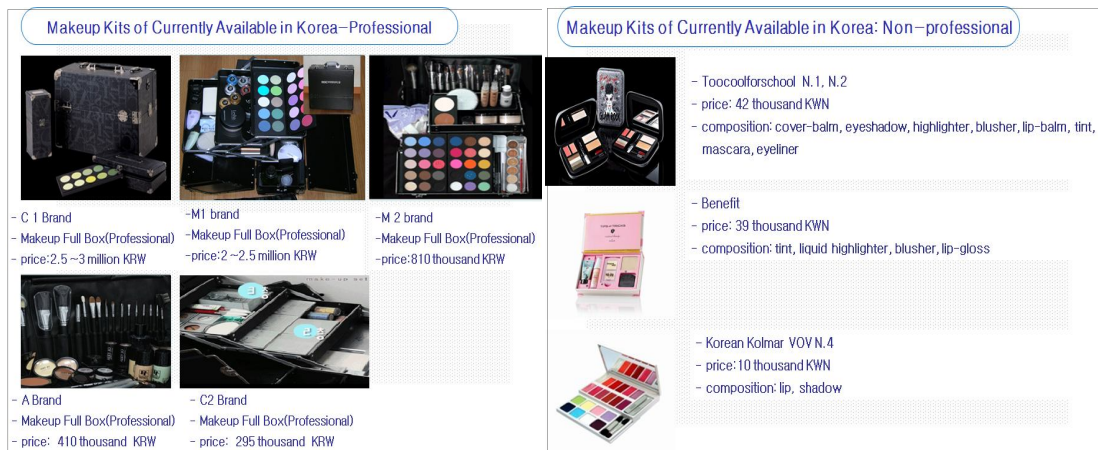 Makeup Kits of Currently Available in Korea-Professional
- C 1 Brand
- Makeup Full Box(Professional)
- price:2.5 ~3 million KRW
-M1 brand
-Makeup Full Box(Professional)
-price:2 ~2.5 million KRW
-M 2 brand
-Makeup Full Box(Professional)
-price:810 thousand KRW
- A Brand
- Makeup Full Box(Professional)
- price: 410 thousand KRW
- C2 Brand
- Makeup Full Box(Professional)
- price: 295 thousand KRW
Makeup Kits of Currently Available in Korea: Non-professional
- Toocoolforschool N.1, N.2
- price: 42 thousand KWN
- composition: cover-balm, eyeshadow, highlighter, blusher, lip-balm, tint,
mascara, eyeliner
- Benefit
- price: 39 thousand KWN
- composition: tint, liquid highlighter, blusher, lip-gloss
- Korean Kolmar VOV N.4
- price:10 thousand KWN
- composition: lip, shadow